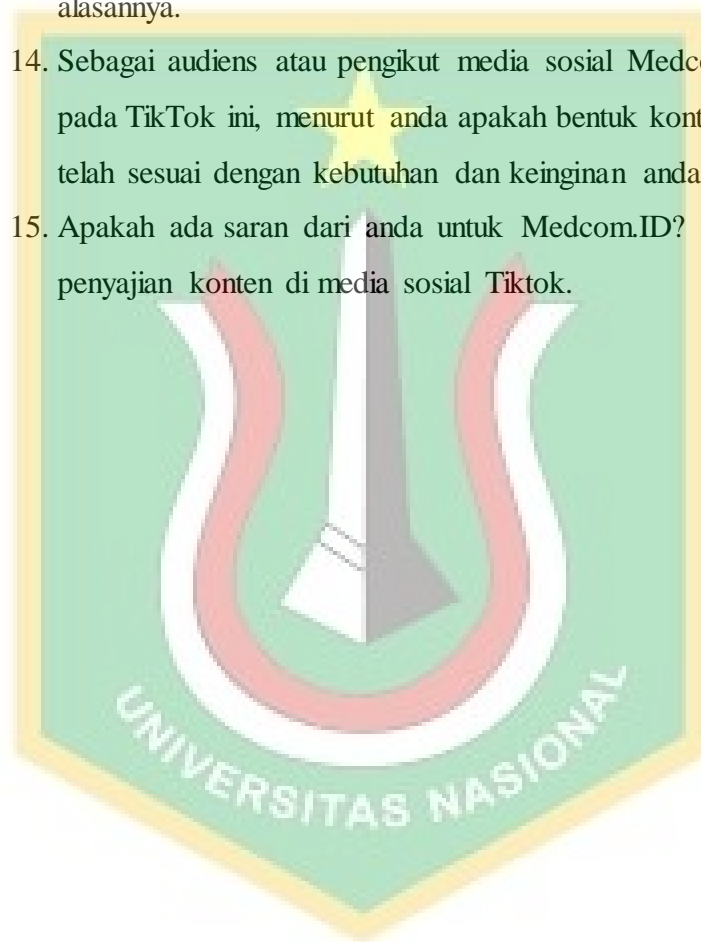 alasannya.
14. Sebagai audiens atau pengikut media sosial
pada TikTok ini, menurut anda apakah bentuk
telah sesuai dengan kebutuhan dan keinginan anda
15. Apakah ada saran dari anda untuk Medcom.ID?
penyajian konten di media sosial Tiktok.
UNIVERSITAS NASIONAL